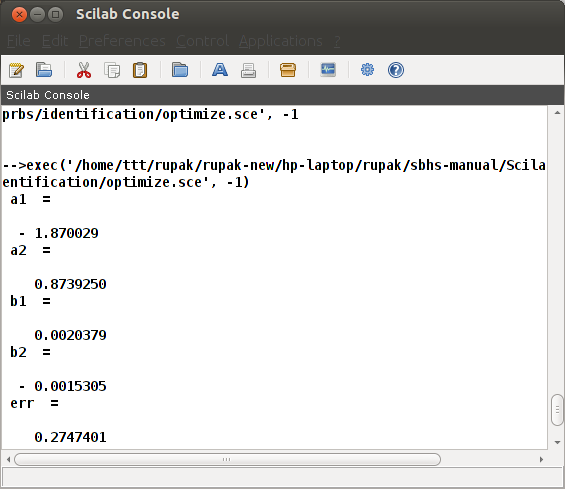 Scilab Console
File Edit Preferences Control Applications ?
Scilab Console
prbs/identification/optimize.sce', -1
-->exec('/home/ttt/rupak/rupak-new/hp-laptop/rupak/sbhs-manual/Scila
entification/optimize.sce', -1)
a1 =
- 1.870029
a2 =
0.8739250
b1 =
0.0020379
b2 =
- 0.0015305
err =
0.2747401